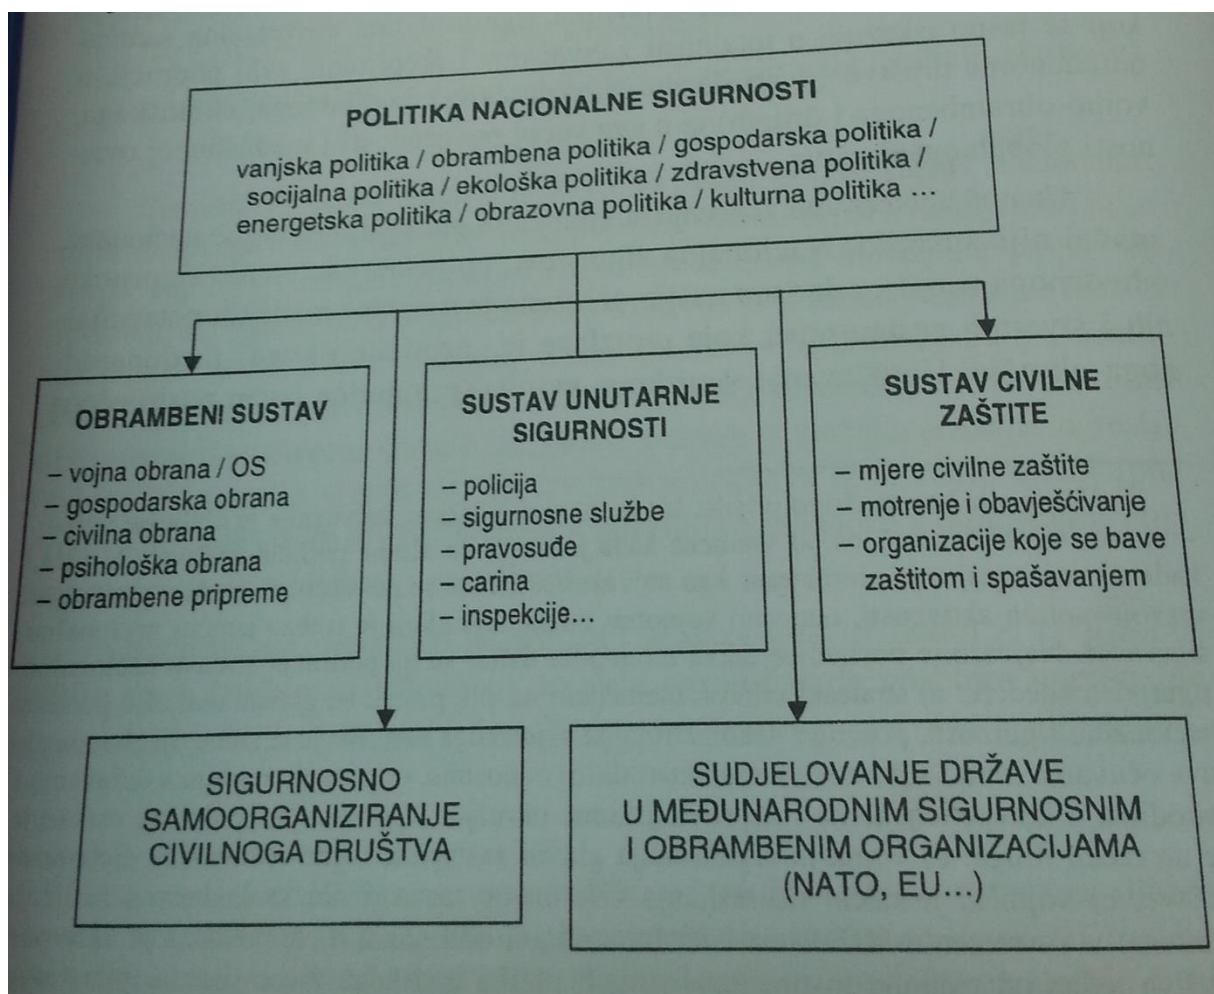 POLITIKA NACIONALNE SIGURNOSTI
vanjska politika / obrambena politika / gospodarska politika /
socijalna politika / ekološka politika / zdravstvena politika /
energetska politika / obrazovna politika / kulturna politika ...
OBRAMBENI SUSTAV
– vojna obrana / OS
– gospodarska obrana
– civilna obrana
– psihološka obrana
– obrambene pripreme
SUSTAV UNUTARNJE
SIGURNOSTI
– policija
– sigurnosne službe
– pravosuđe
– carina
– inspekcije...
SUSTAV CIVILNE
ZAŠTITE
– mjere civilne zaštite
– motrenje i obavješćivanje
– organizacije koje se bave
zaštitom i spašavanjem
SIGURNOSNO
SAMOORGANIZIRANJE
CIVILNOGA DRUŠTVA
SUDJELOVANJE DRŽAVE
U MEĐUNARODNIM SIGURNOSNIM
I OBRAMBENIM ORGANIZACIJAMA
(NATO, EU...)